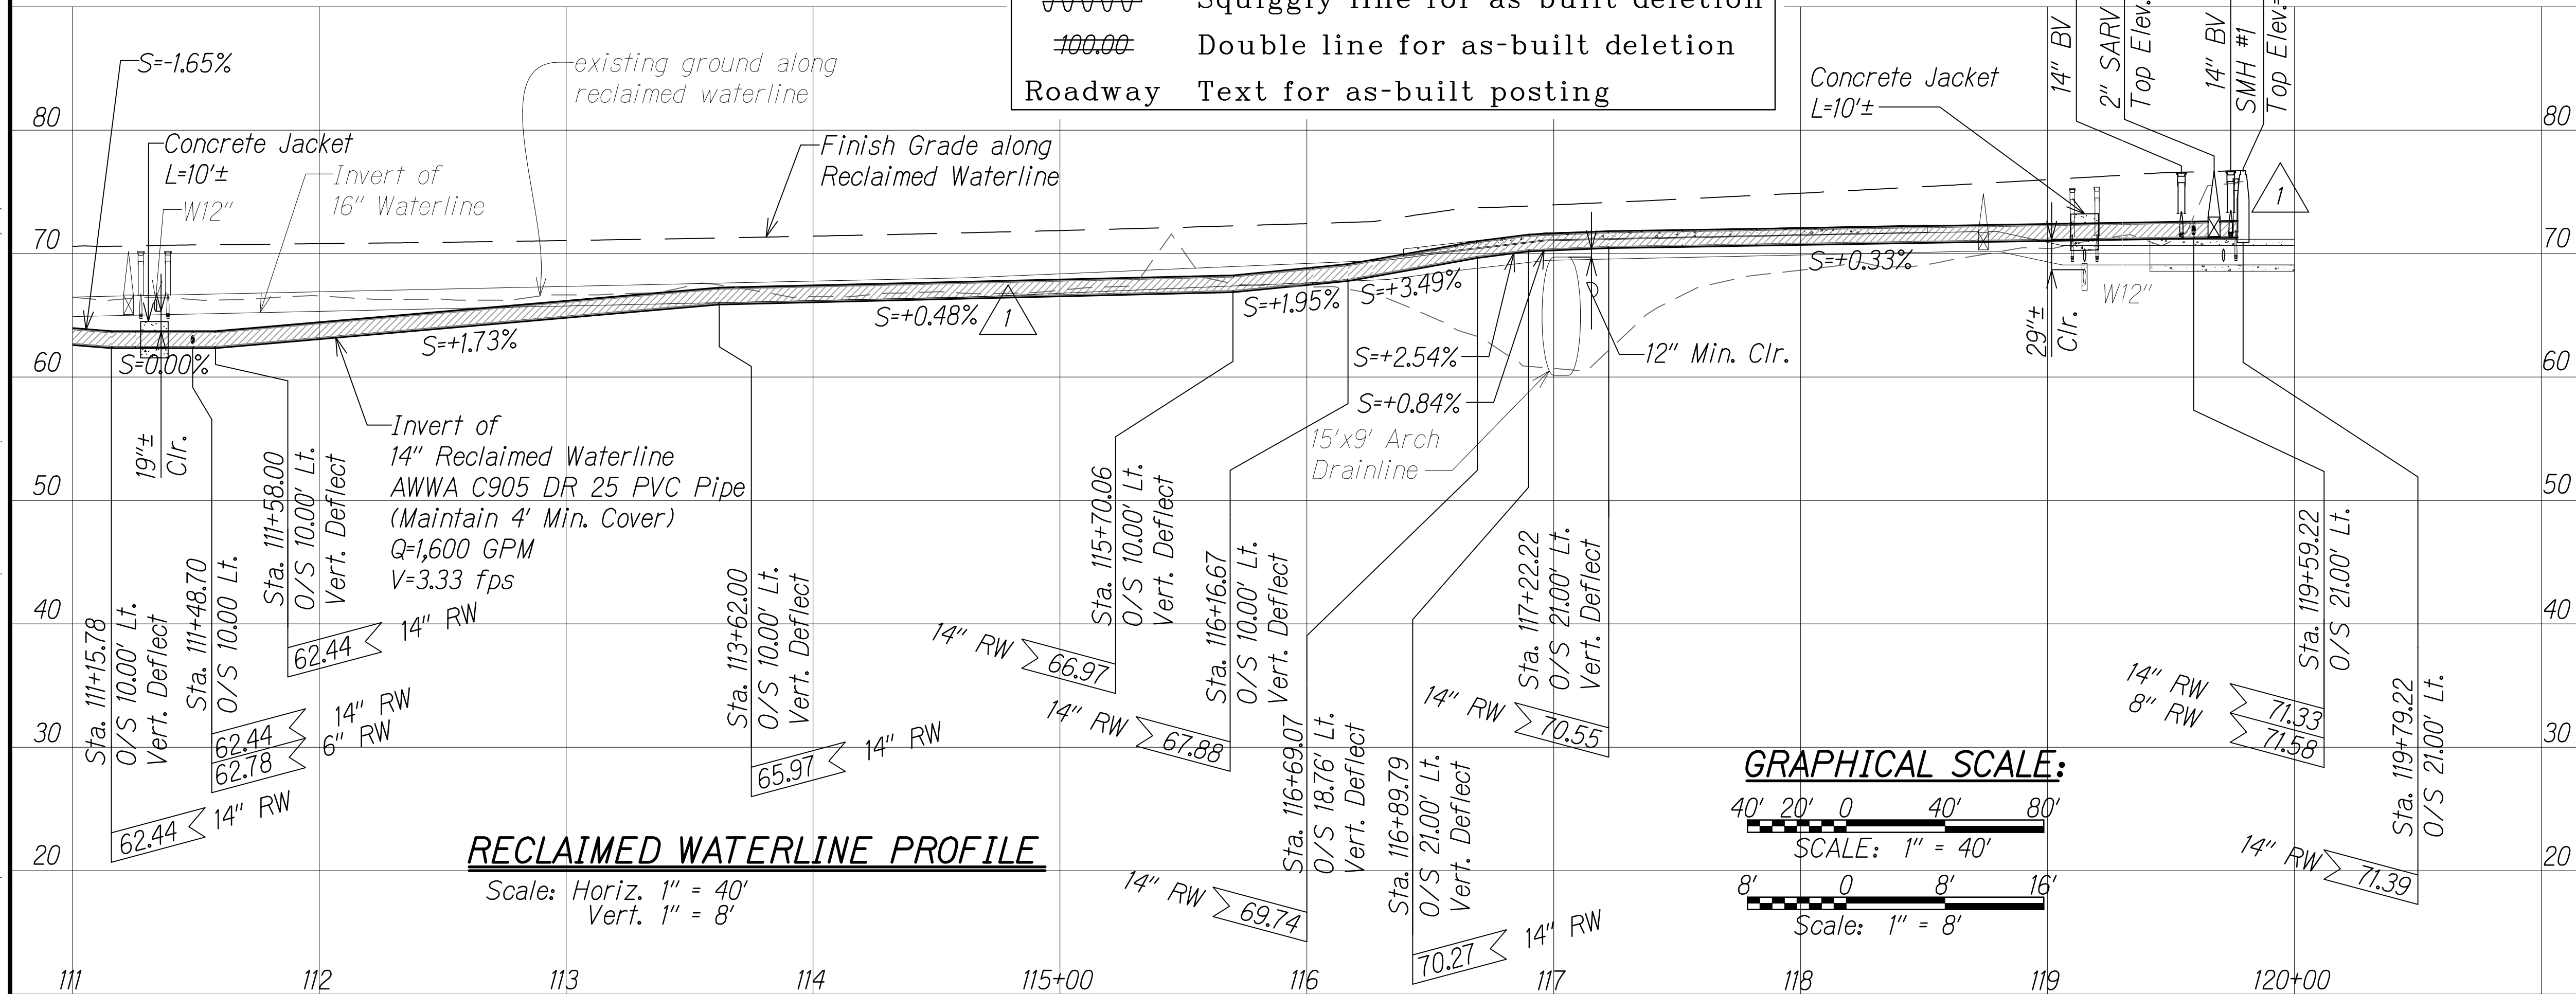 Squiggly line for as-built deletion
100.00 Double line for as-built deletion
Roadway Text for as-built posting
S=-1.65%
existing ground along
reclaimed waterline
Concrete Jacket
L=10'±
W12"
Invert of
16" Waterline
Finish Grade along
Reclaimed Waterline
Concrete Jacket
L=10'±
14" BV
2" SARV
Top Elev.
14" BV
SMH #1
Top Elev.=
1
80
70
60
50
40
30
20
80
70
60
50
40
30
20
S=0.00%
S=+1.73%
S=+0.48%
1
S=+1.95%
S=+3.49%
S=+2.54%
S=+0.84%
S=+0.33%
12" Min. Clr.
15'x9' Arch
Drainline
29"±
Clr.
W12"
19"±
Clr.
Invert of
14" Reclaimed Waterline
AWWA C905 DR 25 PVC Pipe
(Maintain 4' Min. Cover)
Q=1,600 GPM
V=3.33 fps
Sta. 111+15.78
O/S 10.00' Lt.
Vert. Deflect
62.44 14" RW
Sta. 111+48.70
O/S 10.00 Lt.
62.44 14" RW
62.78 6" RW
Sta. 111+58.00
O/S 10.00' Lt.
Vert. Deflect
62.44 14" RW
Sta. 113+62.00
O/S 10.00' Lt.
Vert. Deflect
65.97 14" RW
Sta. 115+70.06
O/S 10.00' Lt.
Vert. Deflect
14" RW 66.97
Sta. 116+16.67
O/S 10.00' Lt.
Vert. Deflect
14" RW 67.88
Sta. 116+69.07
O/S 18.76' Lt.
Vert. Deflect
14" RW 69.74
Sta. 116+89.79
O/S 21.00' Lt.
Vert. Deflect
70.27 14" RW
Sta. 117+22.22
O/S 21.00' Lt.
Vert. Deflect
14" RW 70.55
Sta. 119+59.22
O/S 21.00' Lt.
14" RW 71.33
8" RW 71.58
Sta. 119+79.22
O/S 21.00' Lt.
14" RW 71.39
RECLAIMED WATERLINE PROFILE
Scale: Horiz. 1" = 40'
Vert. 1" = 8'
GRAPHICAL SCALE:
40' 20' 0 40' 80'
SCALE: 1" = 40'
8' 0 8' 16'
Scale: 1" = 8'
111 112 113 114 115+00 116 117 118 119 120+00